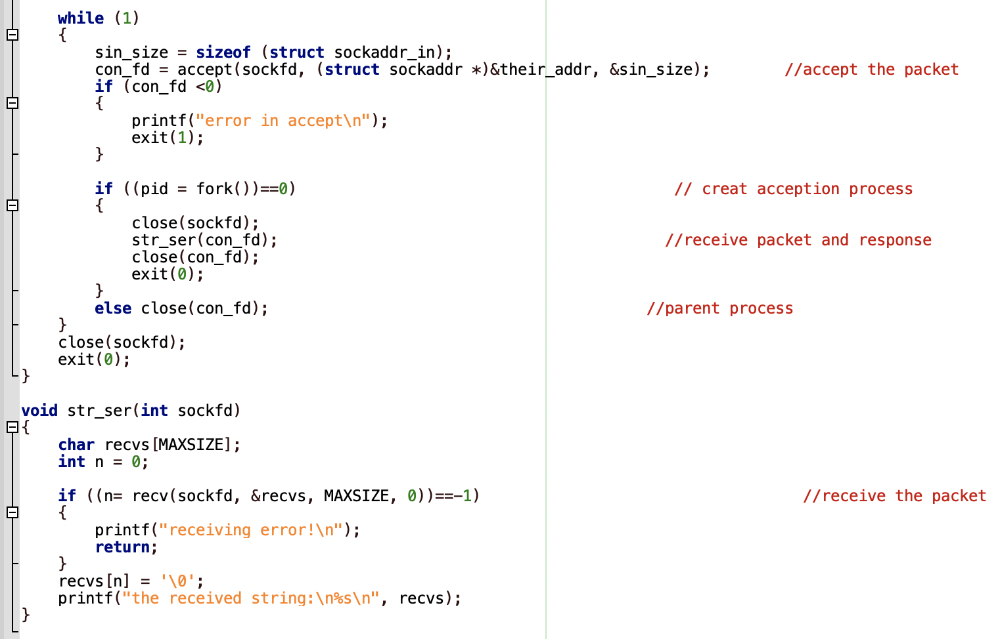 while (1)
{
sin_size = sizeof (struct sockaddr_in);
con_fd = accept(sockfd, (struct sockaddr *)&their_addr, &sin_size); //accept the packet
if (con_fd <0)
{
printf("error in accept\n");
exit(1);
}
if ((pid = fork())==0) // creat acception process
{
close(sockfd);
str_ser(con_fd); //receive packet and response
close(con_fd);
exit(0);
}
else close(con_fd); //parent process
}
close(sockfd);
exit(0);
}
void str_ser(int sockfd)
{
char recvs[MAXSIZE];
int n = 0;
if ((n= recv(sockfd, &recvs, MAXSIZE, 0))==-1) //receive the packet
{
printf("receiving error!\n");
return;
}
recvs[n] = '\0';
printf("the received string:\n%s\n", recvs);
}